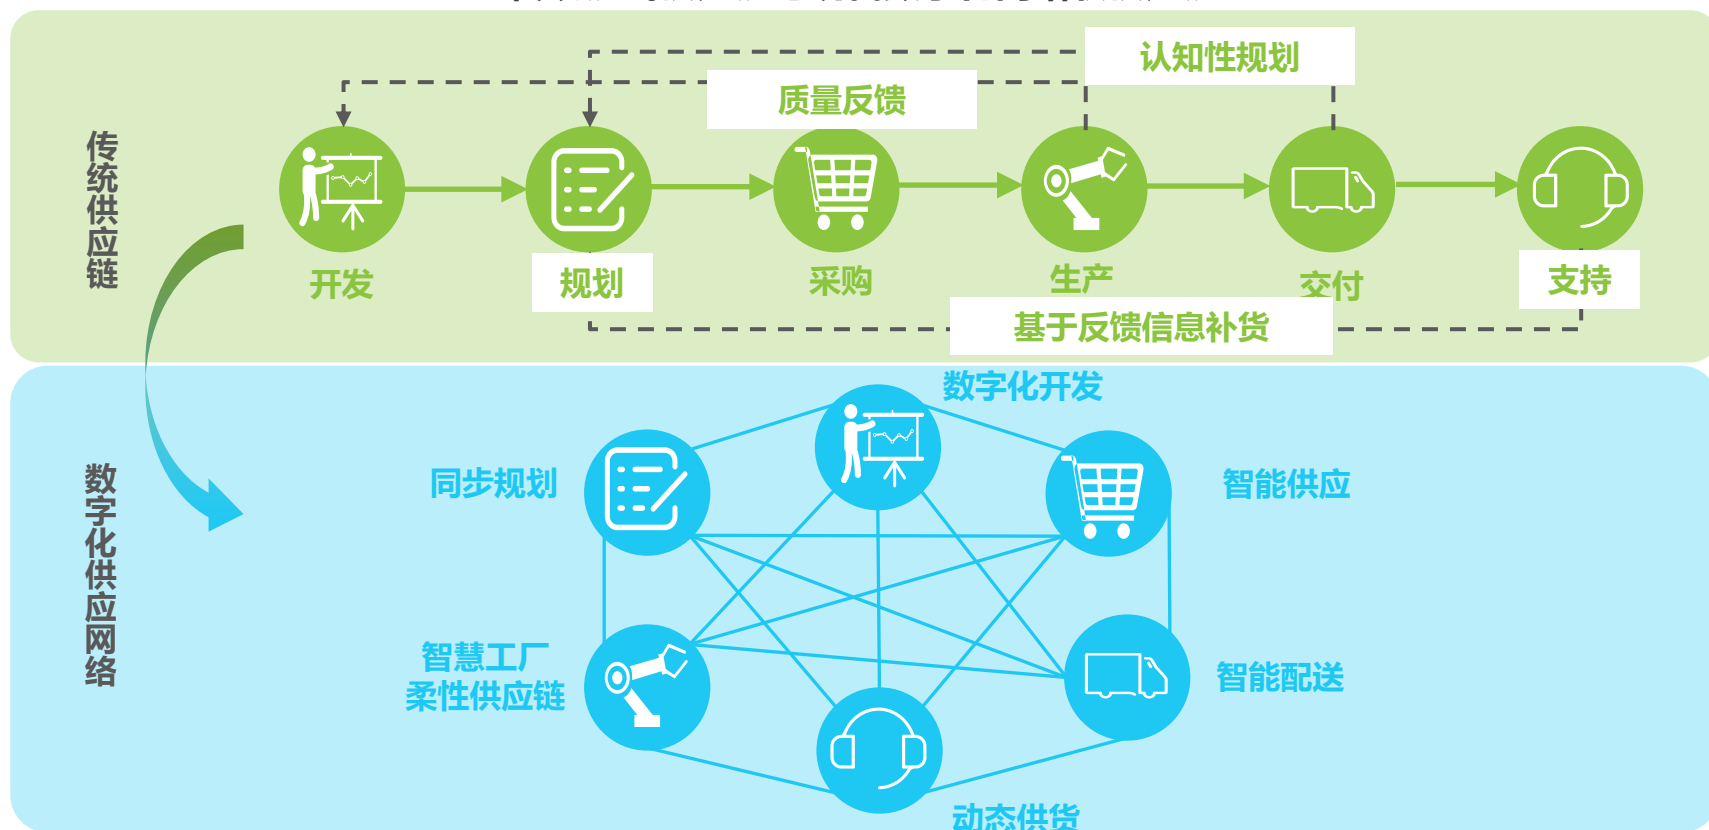 认知性规划
质量反馈
传统供应链
开发
规划
采购
生产
交付
支持
基于反馈信息补货
数字化开发
同步规划
智能供应
数字化供应网络
智慧工厂
柔性供应链
智能配送
动态供货